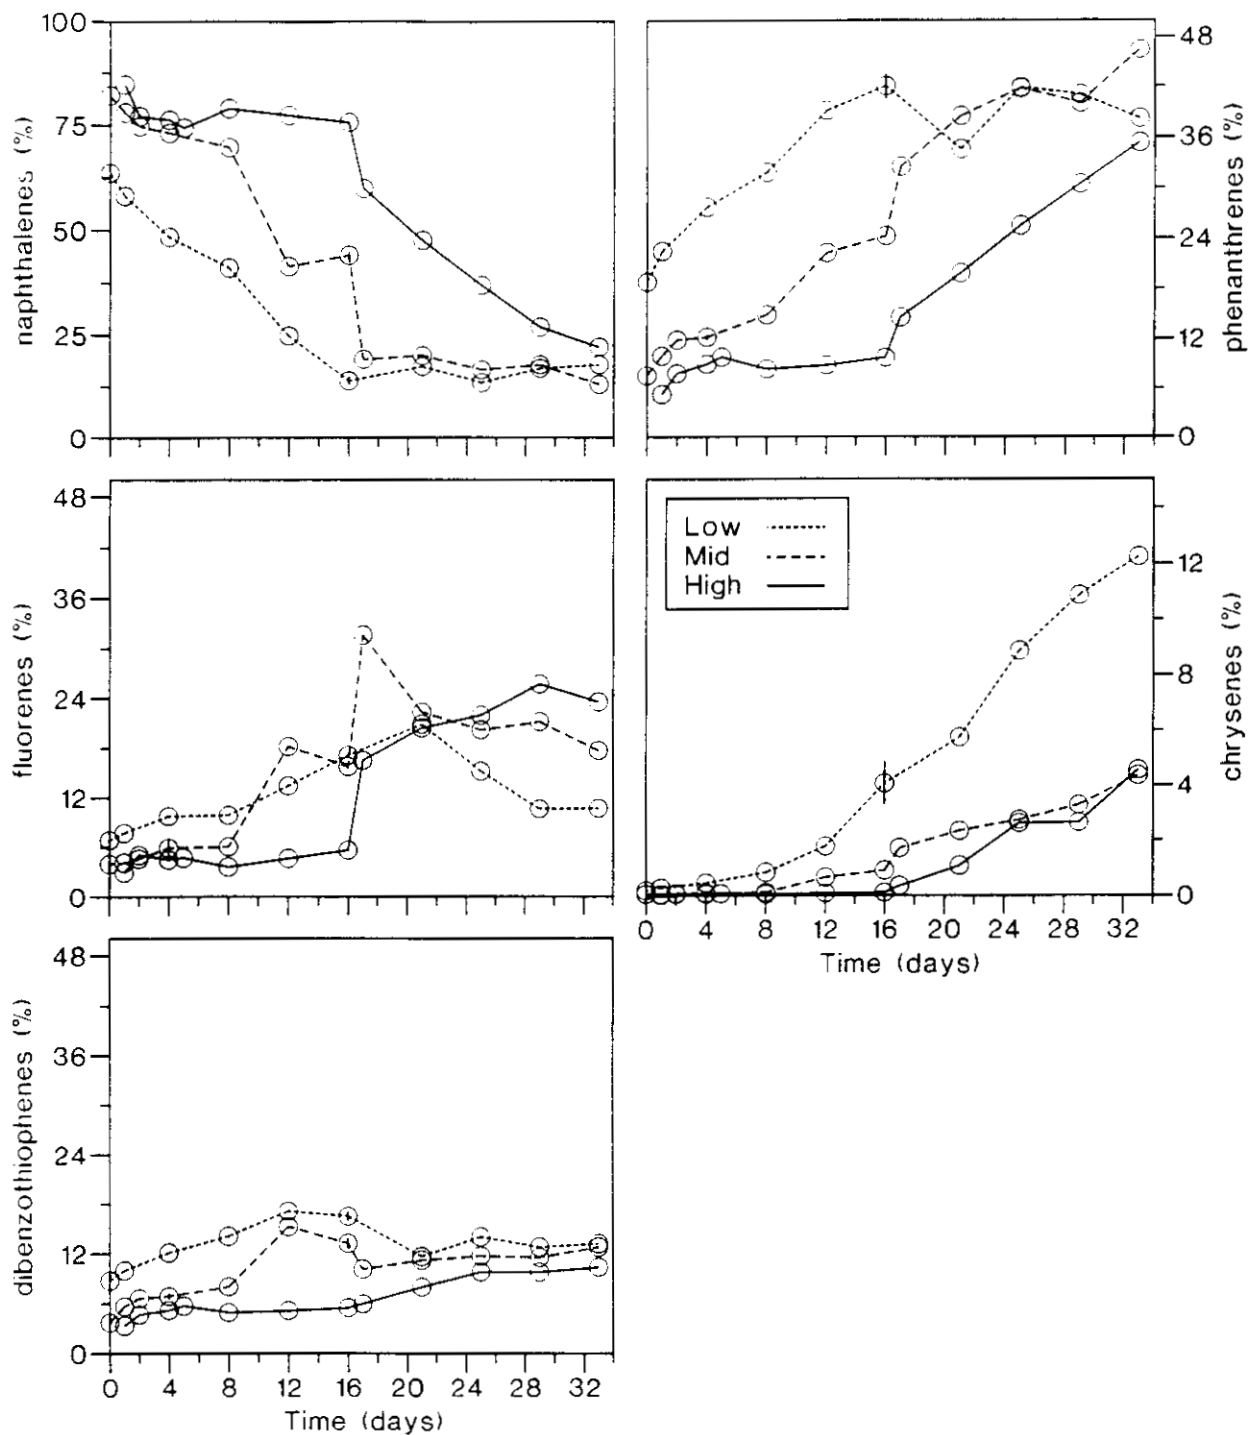 100
75
50
25
0
naphthalenes (%)
48
36
24
12
0
phenanthrenes (%)
48
36
24
12
0
fluorenes (%)
Low
Mid
High
12
8
4
0
chrysenes (%)
0 4 8 12 16 20 24 28 32
Time (days)
48
36
24
12
0
dibenzothiophenes (%)
0 4 8 12 16 20 24 28 32
Time (days)